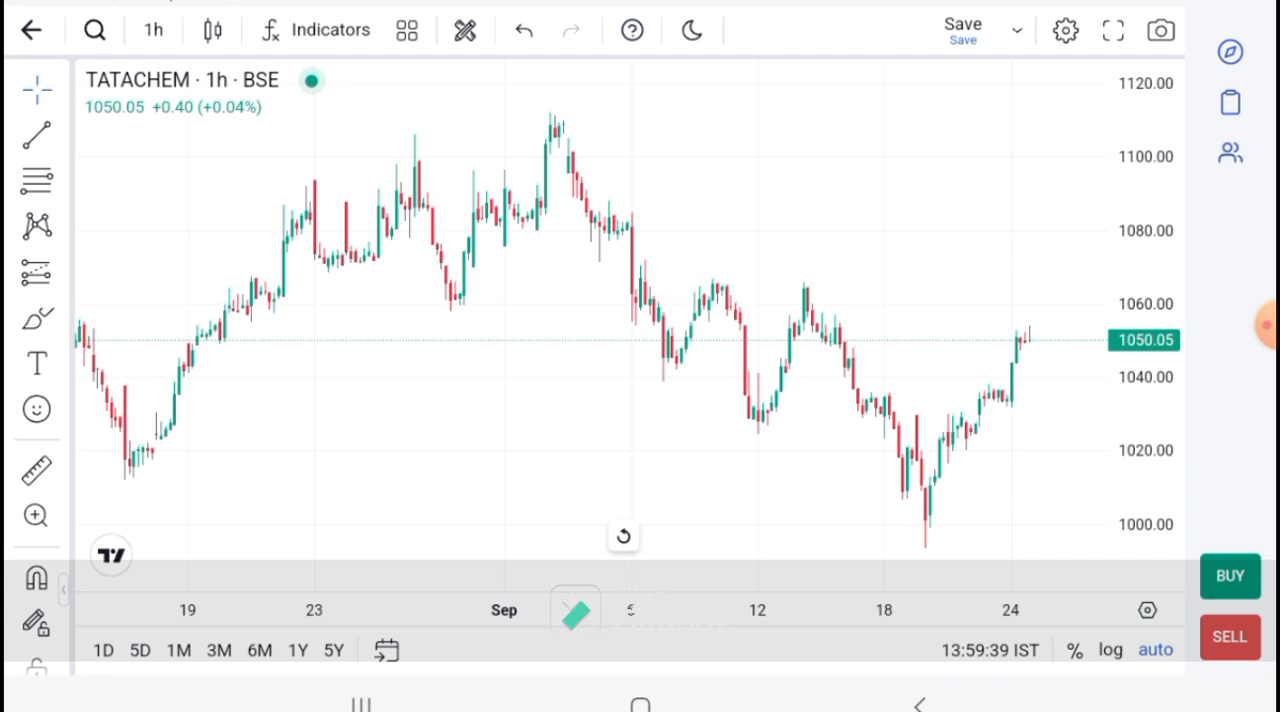 1h
Indicators
Save
Save
TATACHEM · 1h · BSE
1050.05 +0.40 (+0.04%)
1120.00
1100.00
1080.00
1060.00
1050.05
1040.00
1020.00
1000.00
19 23 Sep 12 18 24
1D 5D 1M 3M 6M 1Y 5Y
13:59:39 IST % log auto
BUY
SELL